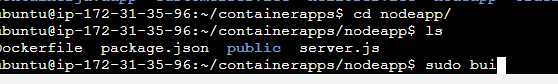 ubuntu@ip-172-31-35-96:~/containerapps$ cd nodeapp/
ubuntu@ip-172-31-35-96:~/containerapps/nodeapp$ ls
Dockerfile package.json public server.js
ubuntu@ip-172-31-35-96:~/containerapps/nodeapp$ sudo bui